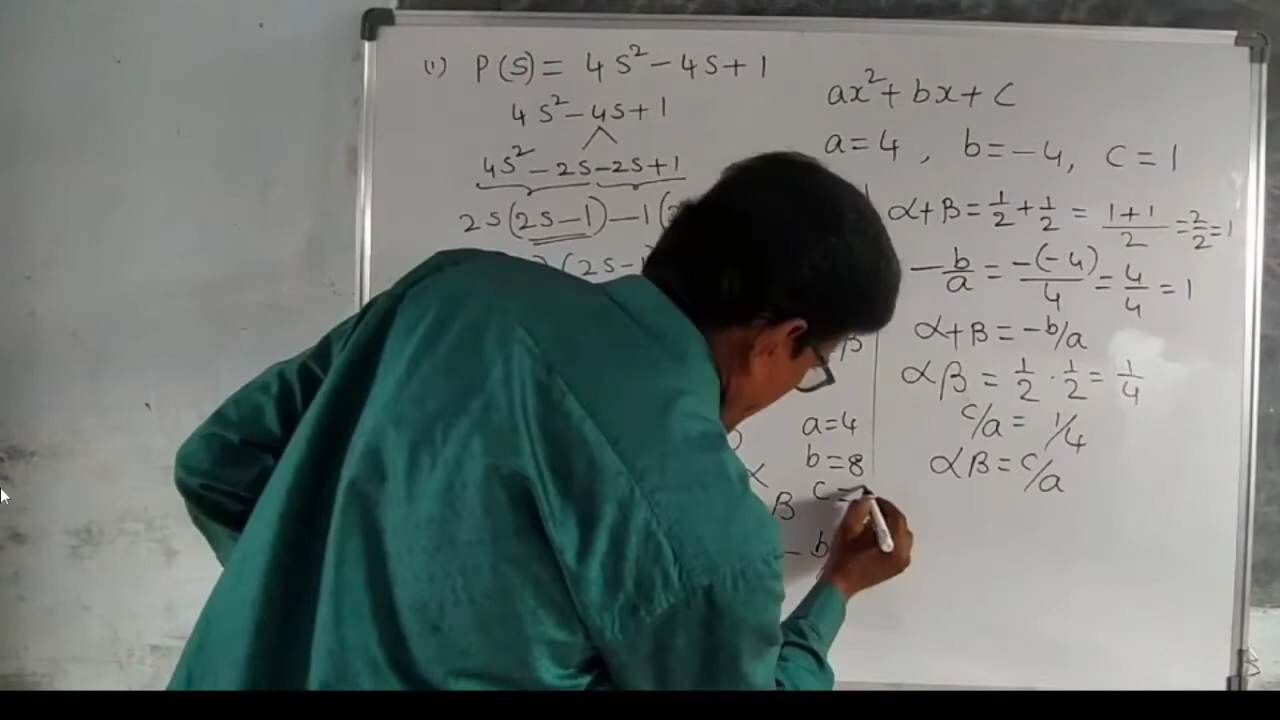 (1) P(S) = 4S² - 4S + 1
4S² - 4S + 1
4S² - 2S - 2S + 1
2S(2S - 1) - 1(2
(2S -
β
a = 4
b = 8
c =
β
- b
ax² + bx + c
a = 4, b = -4, c = 1
α + β = 1/2 + 1/2 = 1+1/2 = 2/2 = 1
-b/a = -(-4)/4 = 4/4 = 1
α + β = -b/a
αβ = 1/2 · 1/2 = 1/4
c/a = 1/4
αβ = c/a